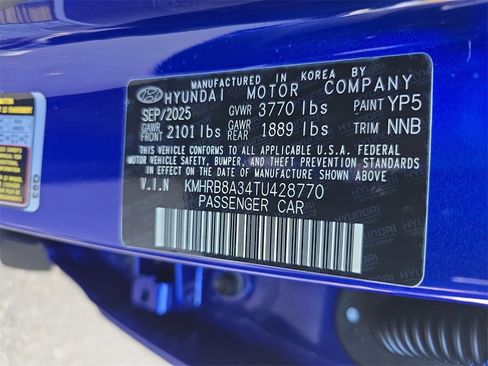 MANUFACTURED IN KOREA BY
HYUNDAI MOTOR COMPANY
SEP/2025 GVWR 3770 lbs PAINT YP5
GAWR FRT 2101 lbs GAWR REAR 1889 lbs TRIM NNB
THIS VEHICLE CONFORMS TO ALL APPLICABLE U.S.A. FEDERAL
MOTOR VEHICLE SAFETY, BUMPER, AND THEFT PREVENTION STANDARDS
IN EFFECT ON THE DATE OF MANUFACTURE SHOWN ABOVE.
V.I.N KMHRB8A34TU428770
PASSENGER CAR